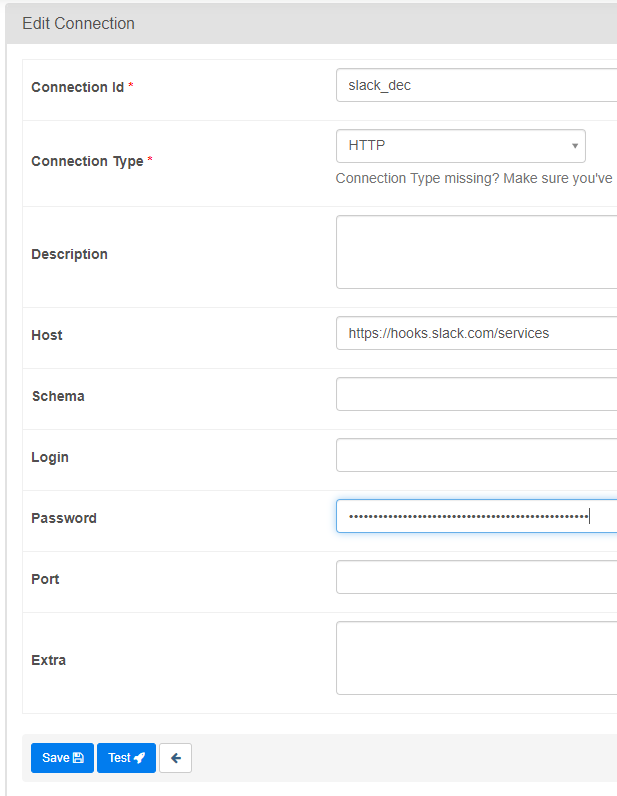 Edit Connection
Connection Id *
slack_dec
Connection Type *
HTTP
Connection Type missing? Make sure you've
Description
Host
https://hooks.slack.com/services
Schema
Login
Password
••••••••••••••••••••••••••••••••••••••••••••••••
Port
Extra
Save
Test